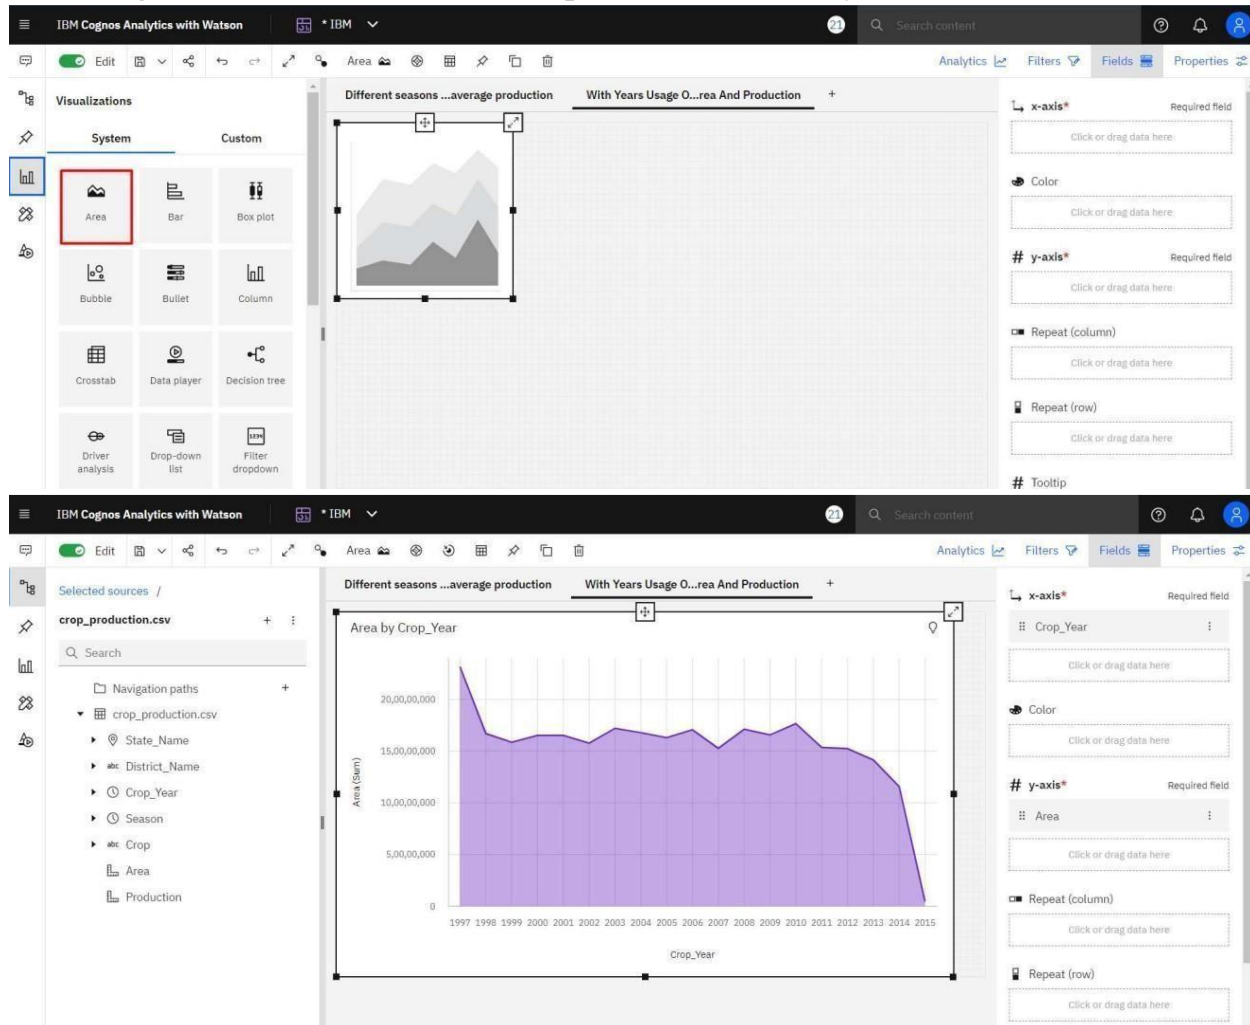 IBM Cognos Analytics with Watson * IBM 21 Search content
Edit Area Analytics Filters Fields Properties
Visualizations
System Custom
Area Bar Box plot
Bubble Bullet Column
Crosstab Data player Decision tree
Driver analysis Drop-down list Filter dropdown
Different seasons ...average production With Years Usage O...rea And Production +
x-axis* Required field
Click or drag data here
Color
Click or drag data here
# y-axis* Required field
Click or drag data here
Repeat (column)
Click or drag data here
Repeat (row)
Click or drag data here
# Tooltip
IBM Cognos Analytics with Watson * IBM 21 Search content
Edit Area Analytics Filters Fields Properties
Selected sources /
crop_production.csv +
Search
Navigation paths +
crop_production.csv
State_Name
abc District_Name
Crop_Year
Season
abc Crop
Area
Production
Different seasons ...average production With Years Usage O...rea And Production +
Area by Crop_Year
20,00,00,000
15,00,00,000
10,00,00,000
5,00,00,000
0
Area (Sum)
1997 1998 1999 2000 2001 2002 2003 2004 2005 2006 2007 2008 2009 2010 2011 2012 2013 2014 2015
Crop_Year
x-axis* Required field
Crop_Year
Click or drag data here
Color
Click or drag data here
# y-axis* Required field
Area
Click or drag data here
Repeat (column)
Click or drag data here
Repeat (row)
Click or drag data here